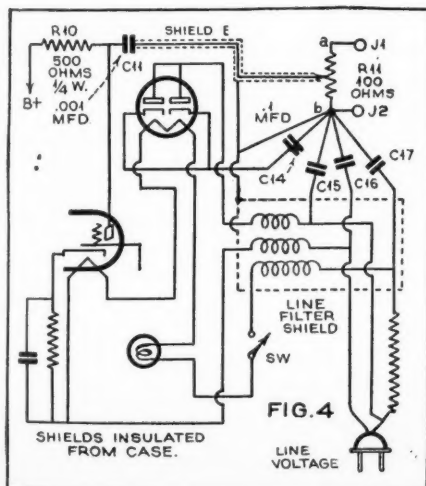 R10
500
OHMS
1/4 W.
B+
.001
MFD.
C11
SHIELD E
a
J1
R11
100
OHMS
b
J2
.1
MFD
C14
C15
C16
C17
LINE
FILTER
SHIELD
SW
FIG. 4
SHIELDS INSULATED
FROM CASE.
LINE
VOLTAGE